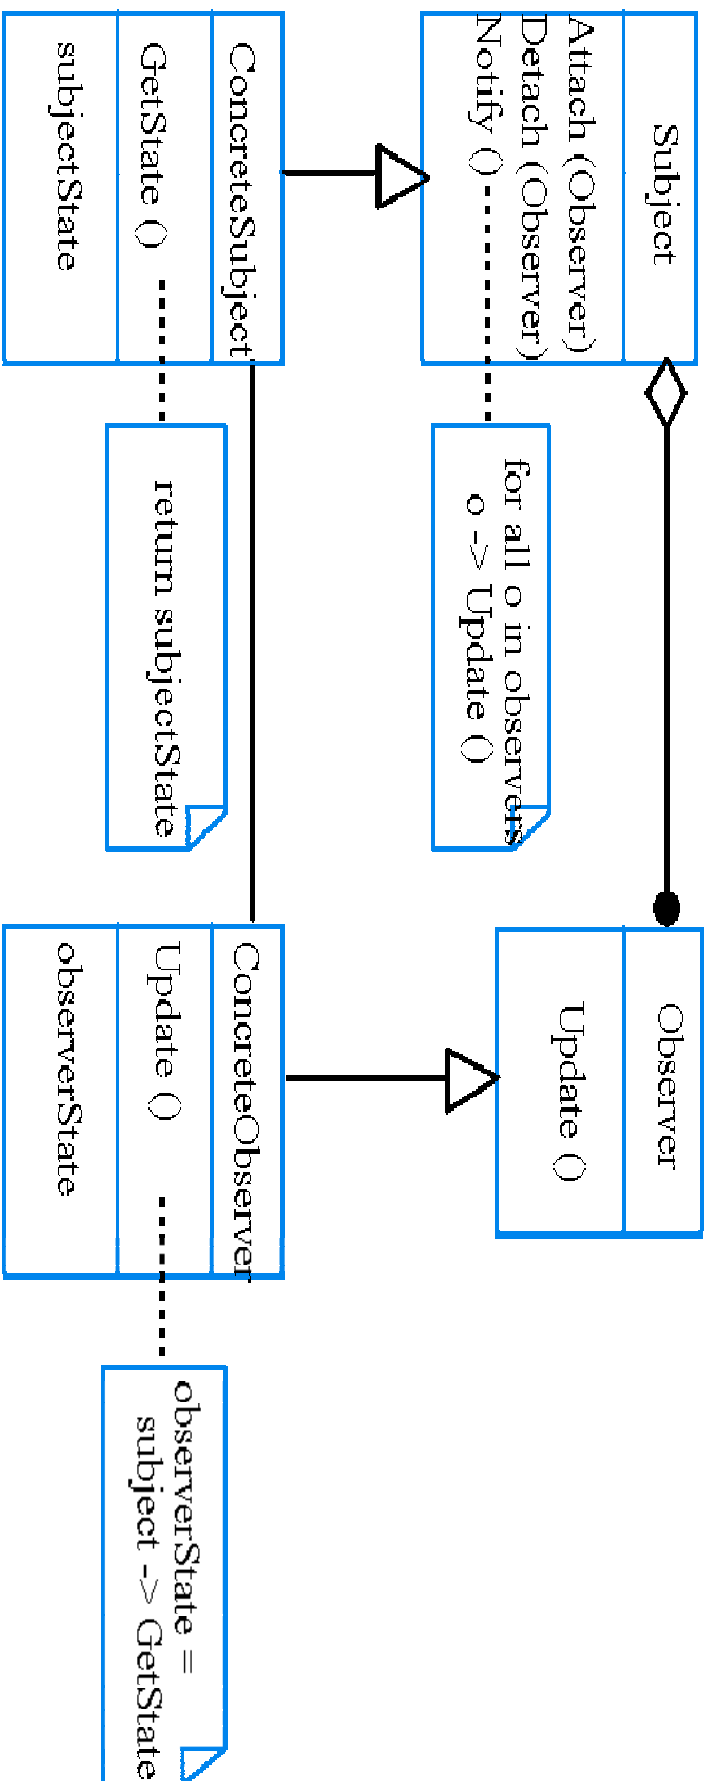 Subject
Attach (Observer)
Detach (Observer)
Notify ()
for all o in observers
o -> Update ()
Observer
Update ()
ConcreteSubject
GetState ()
subjectState
return subjectState
ConcreteObserver
Update ()
observerState
observerState =
subject -> GetState